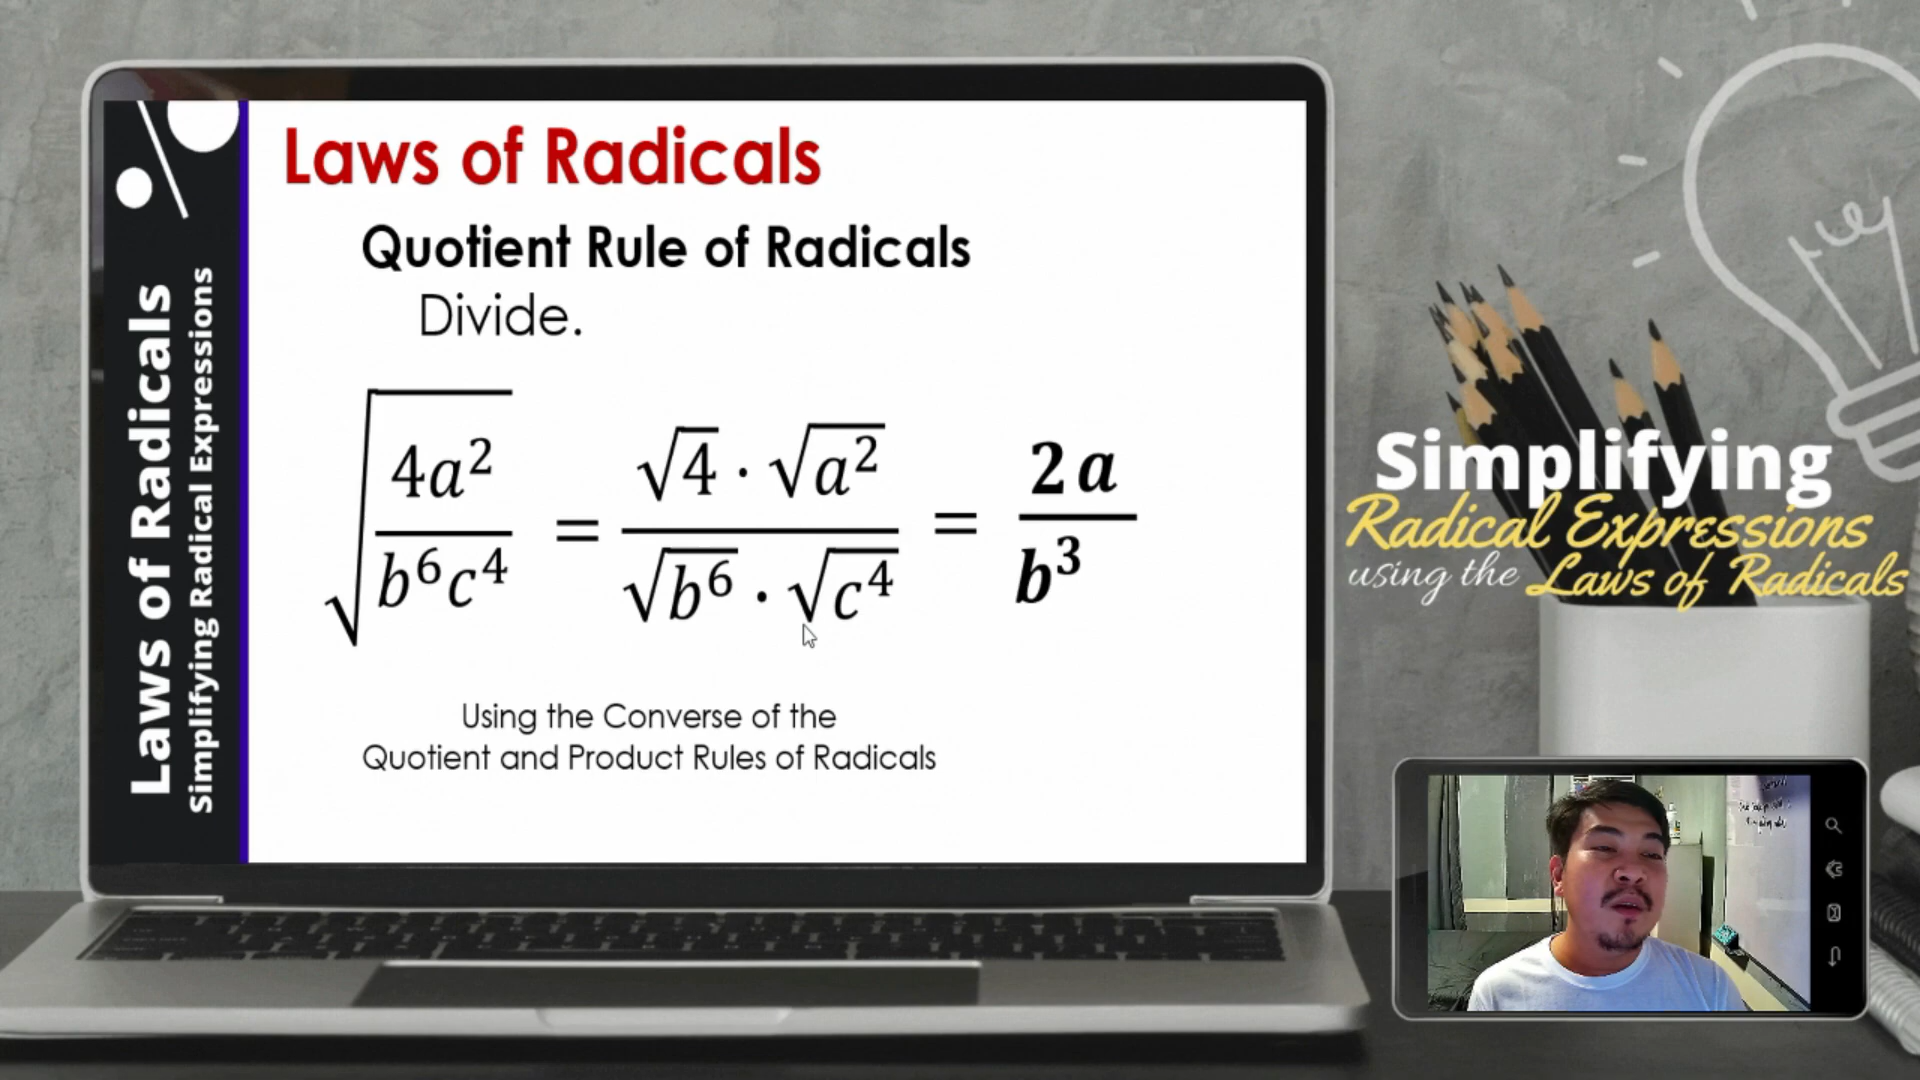 Laws of Radicals
Simplifying Radical Expressions
Laws of Radicals
Quotient Rule of Radicals
Divide.
√(4a²/(b⁶c⁴)) = (√4 · √a²)/(√b⁶ · √c⁴) = 2a/b³
Using the Converse of the
Quotient and Product Rules of Radicals
Simplifying
Radical Expressions
using the Laws of Radicals